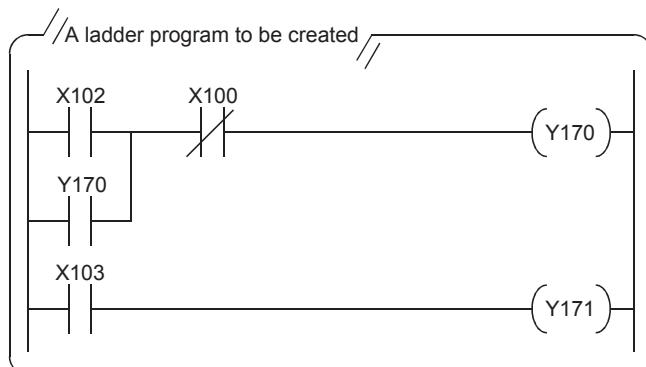 A ladder program to be created
X102 X100
Y170
Y170
X103
Y171